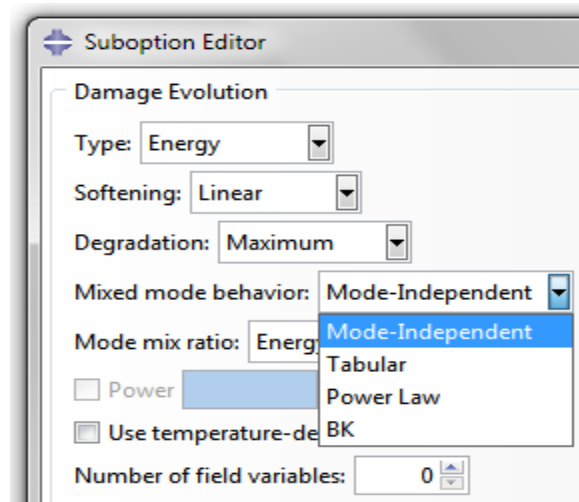 Suboption Editor
Damage Evolution
Type: Energy
Softening: Linear
Degradation: Maximum
Mixed mode behavior: Mode-Independent
Mode-Independent
Mode mix ratio: Energ
Tabular
Power
Power Law
Use temperature-de
BK
Number of field variables: 0